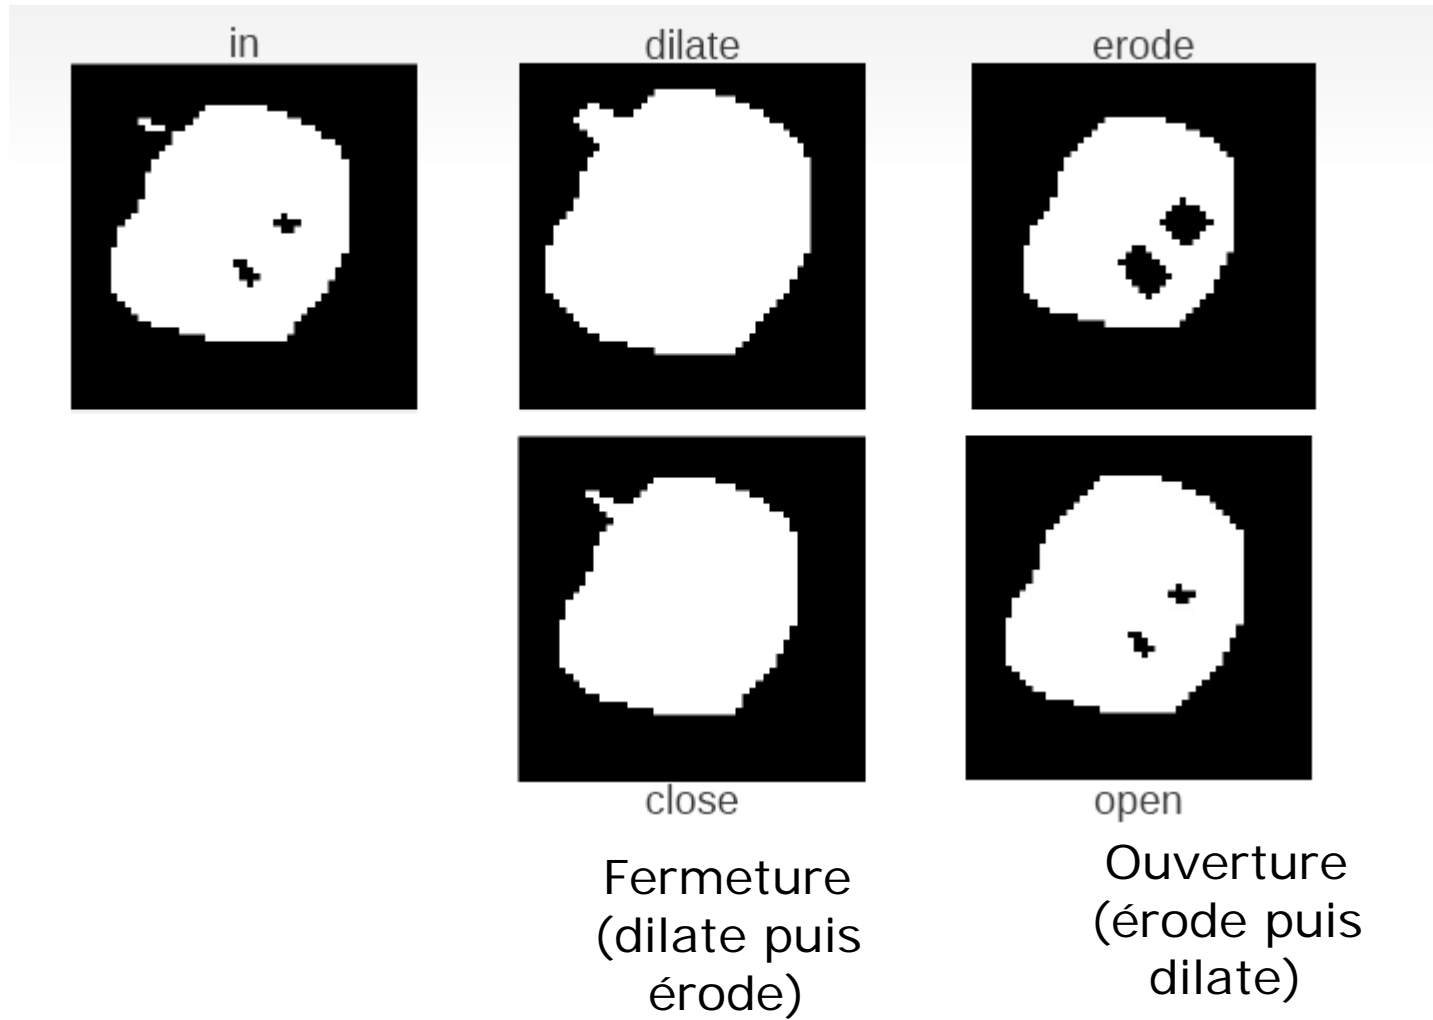 in
dilate
erode
close
open
Fermeture
(dilate puis
érode)
Ouverture
(érode puis
dilate)